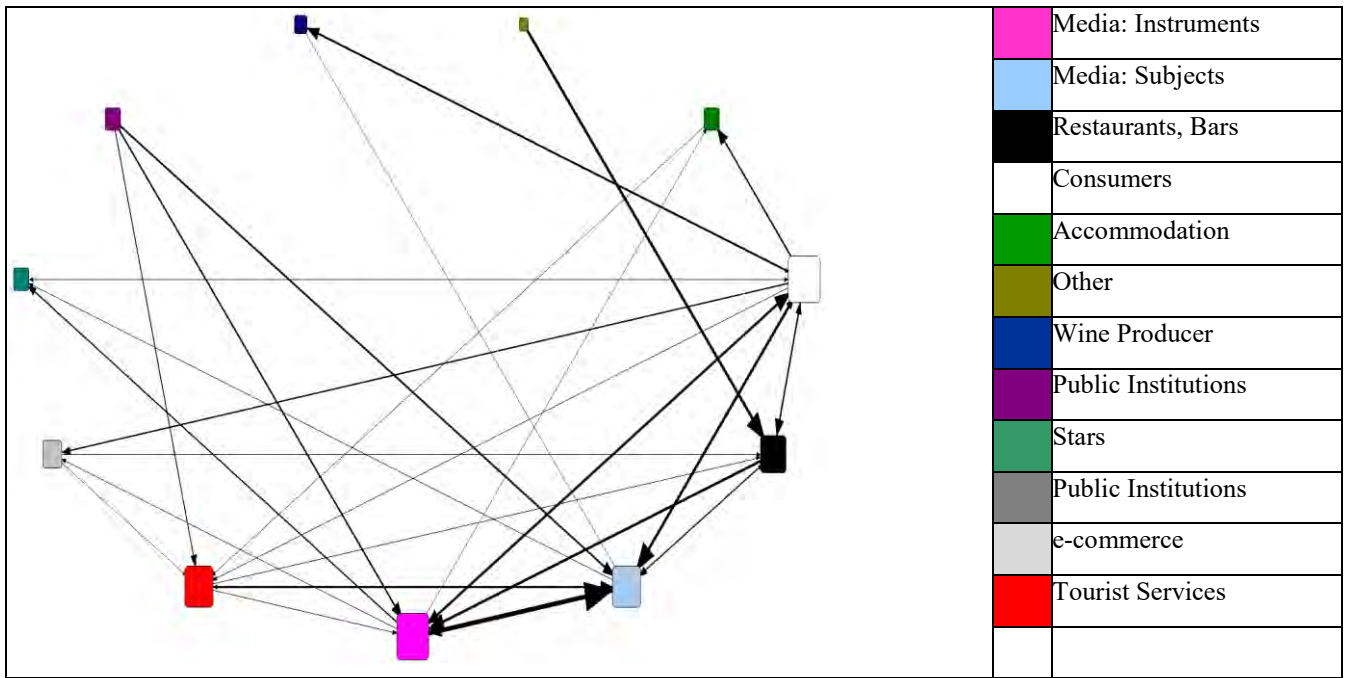 Media: Instruments
Media: Subjects
Restaurants, Bars
Consumers
Accommodation
Other
Wine Producer
Public Institutions
Stars
Public Institutions
e-commerce
Tourist Services